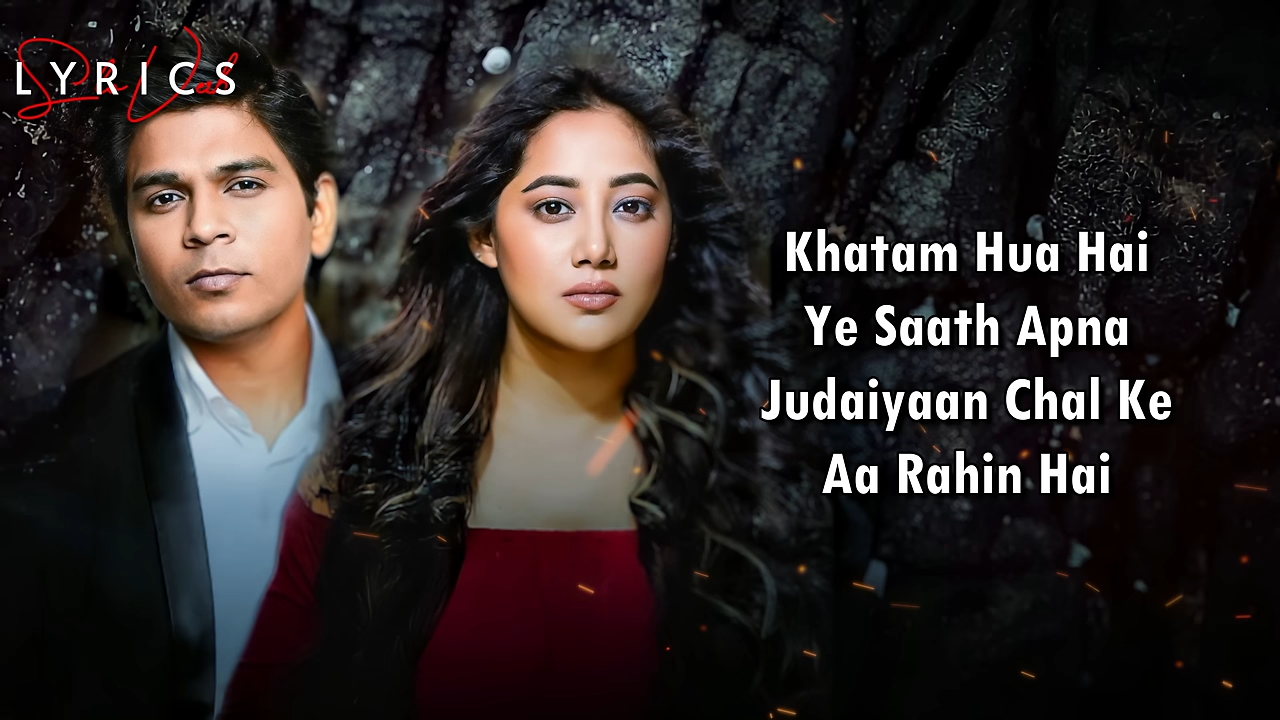 LYRICS
Khatam Hua Hai
Ye Saath Apna
Judaiyaan Chal Ke
Aa Rahin Hai